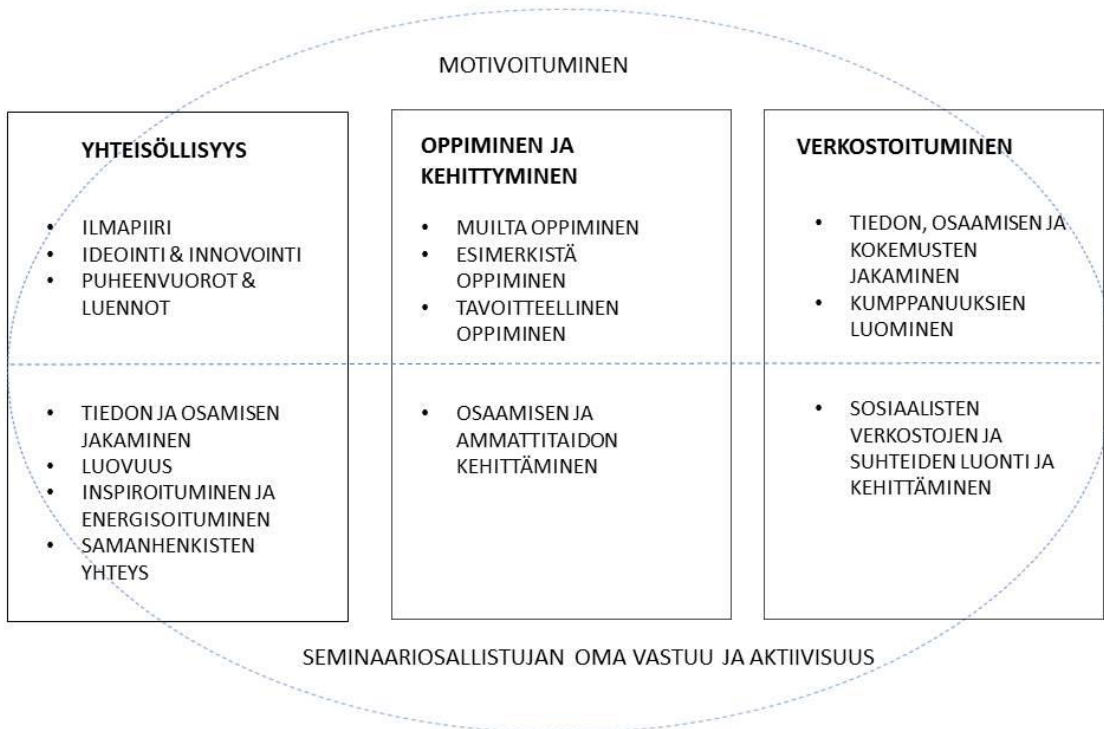 MOTIVOITUMINEN
YHTEISÖLLISYYS
• ILMAPIIRI
• IDEOINTI & INNOVOINTI
• PUHEENVUOROT &
LUENNOT
• TIEDON JA OSAMISEN
JAKAMINEN
• LUOVUUS
• INSPIROITUMINEN JA
ENERGISOITUMINEN
• SAMANHENKISTEN
YHTEYS
OPPIMINEN JA
KEHITTYMINEN
• MUILTA OPPIMINEN
• ESIMERKISTÄ
OPPIMINEN
• TAVOITTEELLINEN
OPPIMINEN
• OSAAMISEN JA
AMMATTITAIDON
KEHITTÄMINEN
VERKOSTOITUMINEN
• TIEDON, OSAAMISEN JA
KOKEMUSTEN
JAKAMINEN
• KUMPPANUUKSIEN
LUOMINEN
• SOSIAALISTEN
VERKOSTOJEN JA
SUHTEIDEN LUONTI JA
KEHITTÄMINEN
SEMINAARIOSALLISTUJAN OMA VASTUU JA AKTIIVISUUS